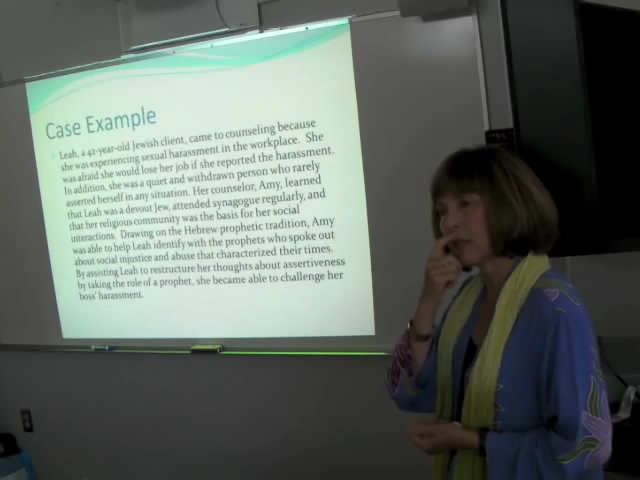 Case Example
Leah, a 42-year-old Jewish client, came to counseling because
she was experiencing sexual harassment in the workplace. She
was afraid she would lose her job if she reported the harassment.
In addition, she was a quiet and withdrawn person who rarely
asserted herself in any situation. Her counselor, Amy, learned
that Leah was a devout Jew, attended synagogue regularly, and
that her religious community was the basis for her social
interactions. Drawing on the Hebrew prophetic tradition, Amy
was able to help Leah identify with the prophets who spoke out
about social injustice and abuse that characterized their times.
By assisting Leah to restructure her thoughts about assertiveness
by taking the role of a prophet, she became able to challenge her
boss' harassment.